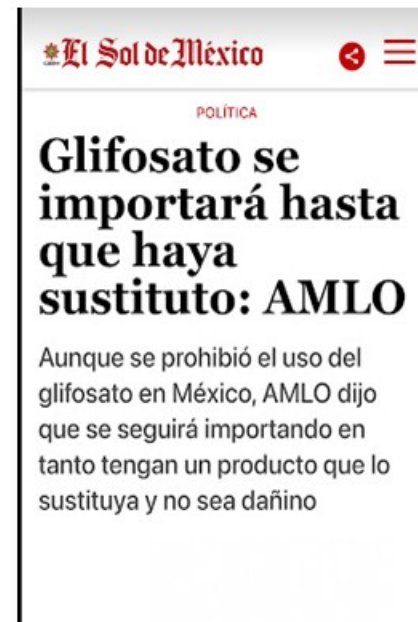 El Sol de México
POLÍTICA
Glifosato se
importará hasta
que haya
sustituto: AMLO
Aunque se prohibió el uso del
glifosato en México, AMLO dijo
que se seguirá importando en
tanto tengan un producto que lo
sustituya y no sea dañino